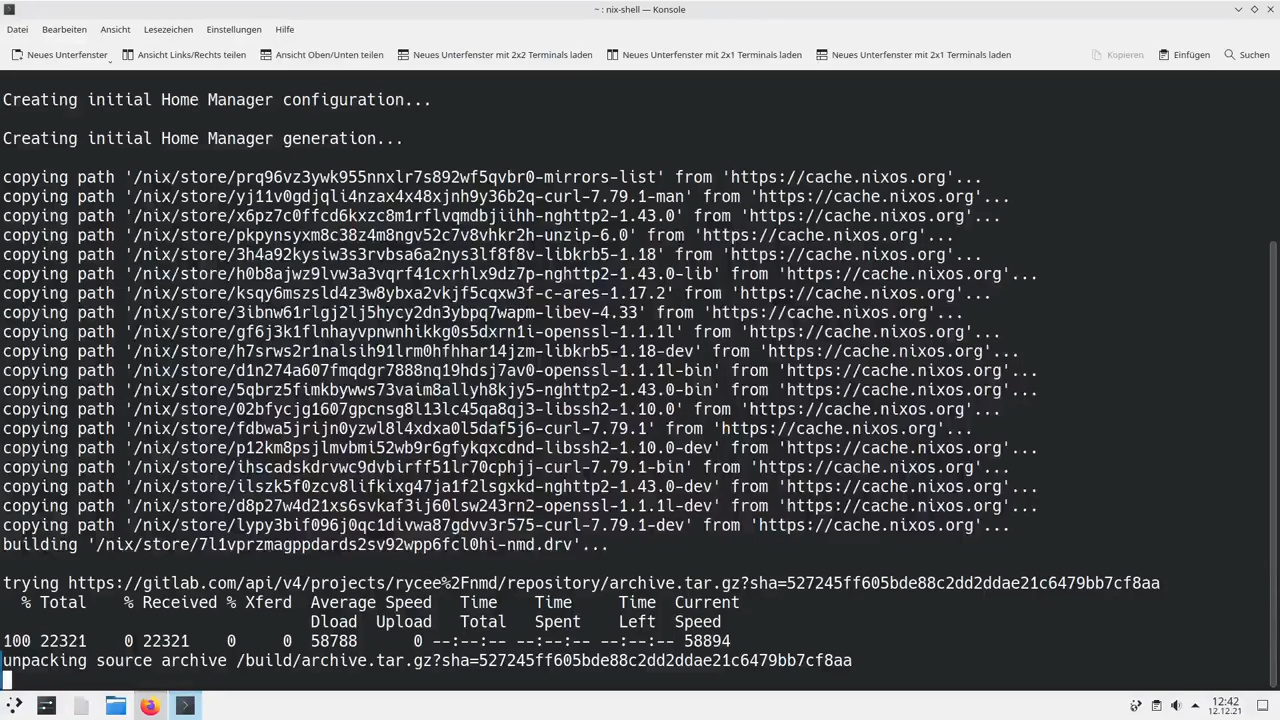 ~ : nix-shell — Konsole
Datei Bearbeiten Ansicht Lesezeichen Einstellungen Hilfe
Neues Unterfenster Ansicht Links/Rechts teilen Ansicht Oben/Unten teilen Neues Unterfenster mit 2x2 Terminals laden Neues Unterfenster mit 2x1 Terminals laden Neues Unterfenster mit 2x1 Terminals laden Kopieren Einfügen Suchen
Creating initial Home Manager configuration...
Creating initial Home Manager generation...
copying path '/nix/store/prq96vz3ywk955nnxlr7s892wf5qvbr0-mirrors-list' from 'https://cache.nixos.org'...
copying path '/nix/store/yj11v0gdjqli4nzax4x48xjnh9y36b2q-curl-7.79.1-man' from 'https://cache.nixos.org'...
copying path '/nix/store/x6pz7c0ffcd6kxzc8m1rflvqmdbjiihh-nghttp2-1.43.0' from 'https://cache.nixos.org'...
copying path '/nix/store/pkpynsyxm8c38z4m8ngv52c7v8vhkr2h-unzip-6.0' from 'https://cache.nixos.org'...
copying path '/nix/store/3h4a92kysiw3s3rvbsa6a2nys3lf8f8v-libkrb5-1.18' from 'https://cache.nixos.org'...
copying path '/nix/store/h0b8ajwz9lvw3a3vqrf41cxrhlx9dz7p-nghttp2-1.43.0-lib' from 'https://cache.nixos.org'...
copying path '/nix/store/ksqy6mszsld4z3w8ybxa2vkjf5cqxw3f-c-ares-1.17.2' from 'https://cache.nixos.org'...
copying path '/nix/store/3ibnw61rlgj2lj5hycy2dn3ybpq7wapm-libev-4.33' from 'https://cache.nixos.org'...
copying path '/nix/store/gf6j3k1flnhayvpnwnhikkg0s5dxrn1i-openssl-1.1.1l' from 'https://cache.nixos.org'...
copying path '/nix/store/h7srws2r1nalsih91lrm0hfhhar14jzm-libkrb5-1.18-dev' from 'https://cache.nixos.org'...
copying path '/nix/store/d1n274a607fmqdgr7888nq19hdsj7av0-openssl-1.1.1l-bin' from 'https://cache.nixos.org'...
copying path '/nix/store/5qbrz5fimkbywws73valm8allyh8kjy5-nghttp2-1.43.0-bin' from 'https://cache.nixos.org'...
copying path '/nix/store/02bfycjg1607gpcnsg8l13lc45qa8qj3-libssh2-1.10.0' from 'https://cache.nixos.org'...
copying path '/nix/store/fdbwa5jrijn0yzwl8l4xdxa0l5daf5j6-curl-7.79.1' from 'https://cache.nixos.org'...
copying path '/nix/store/p12km8psjlmvbmi52wb9r6gfykqxcdnd-libssh2-1.10.0-dev' from 'https://cache.nixos.org'...
copying path '/nix/store/ihscadskdrvwc9dvbirff51lr70cphjj-curl-7.79.1-bin' from 'https://cache.nixos.org'...
copying path '/nix/store/ilszk5f0zcv8lifkixg47ja1f2lsgxkd-nghttp2-1.43.0-dev' from 'https://cache.nixos.org'...
copying path '/nix/store/d8p27w4d21xs6svkaf3ij60lsw243rn2-openssl-1.1.1l-dev' from 'https://cache.nixos.org'...
copying path '/nix/store/lypy3bif096j0qc1divwa87gdvv3r575-curl-7.79.1-dev' from 'https://cache.nixos.org'...
building '/nix/store/7l1vprzmagppdards2sv92wpp6fcl0hi-nmd.drv'...
trying https://gitlab.com/api/v4/projects/rycee%2Fnmd/repository/archive.tar.gz?sha=527245ff605bde88c2dd2ddae21c6479bb7cf8aa
% Total % Received % Xferd Average Speed Time Time Time Current
Dload Upload Total Spent Left Speed
100 22321 0 22321 0 0 58788 0 --:--:-- --:--:-- --:--:-- 58894
unpacking source archive /build/archive.tar.gz?sha=527245ff605bde88c2dd2ddae21c6479bb7cf8aa
12:42
12.12.21